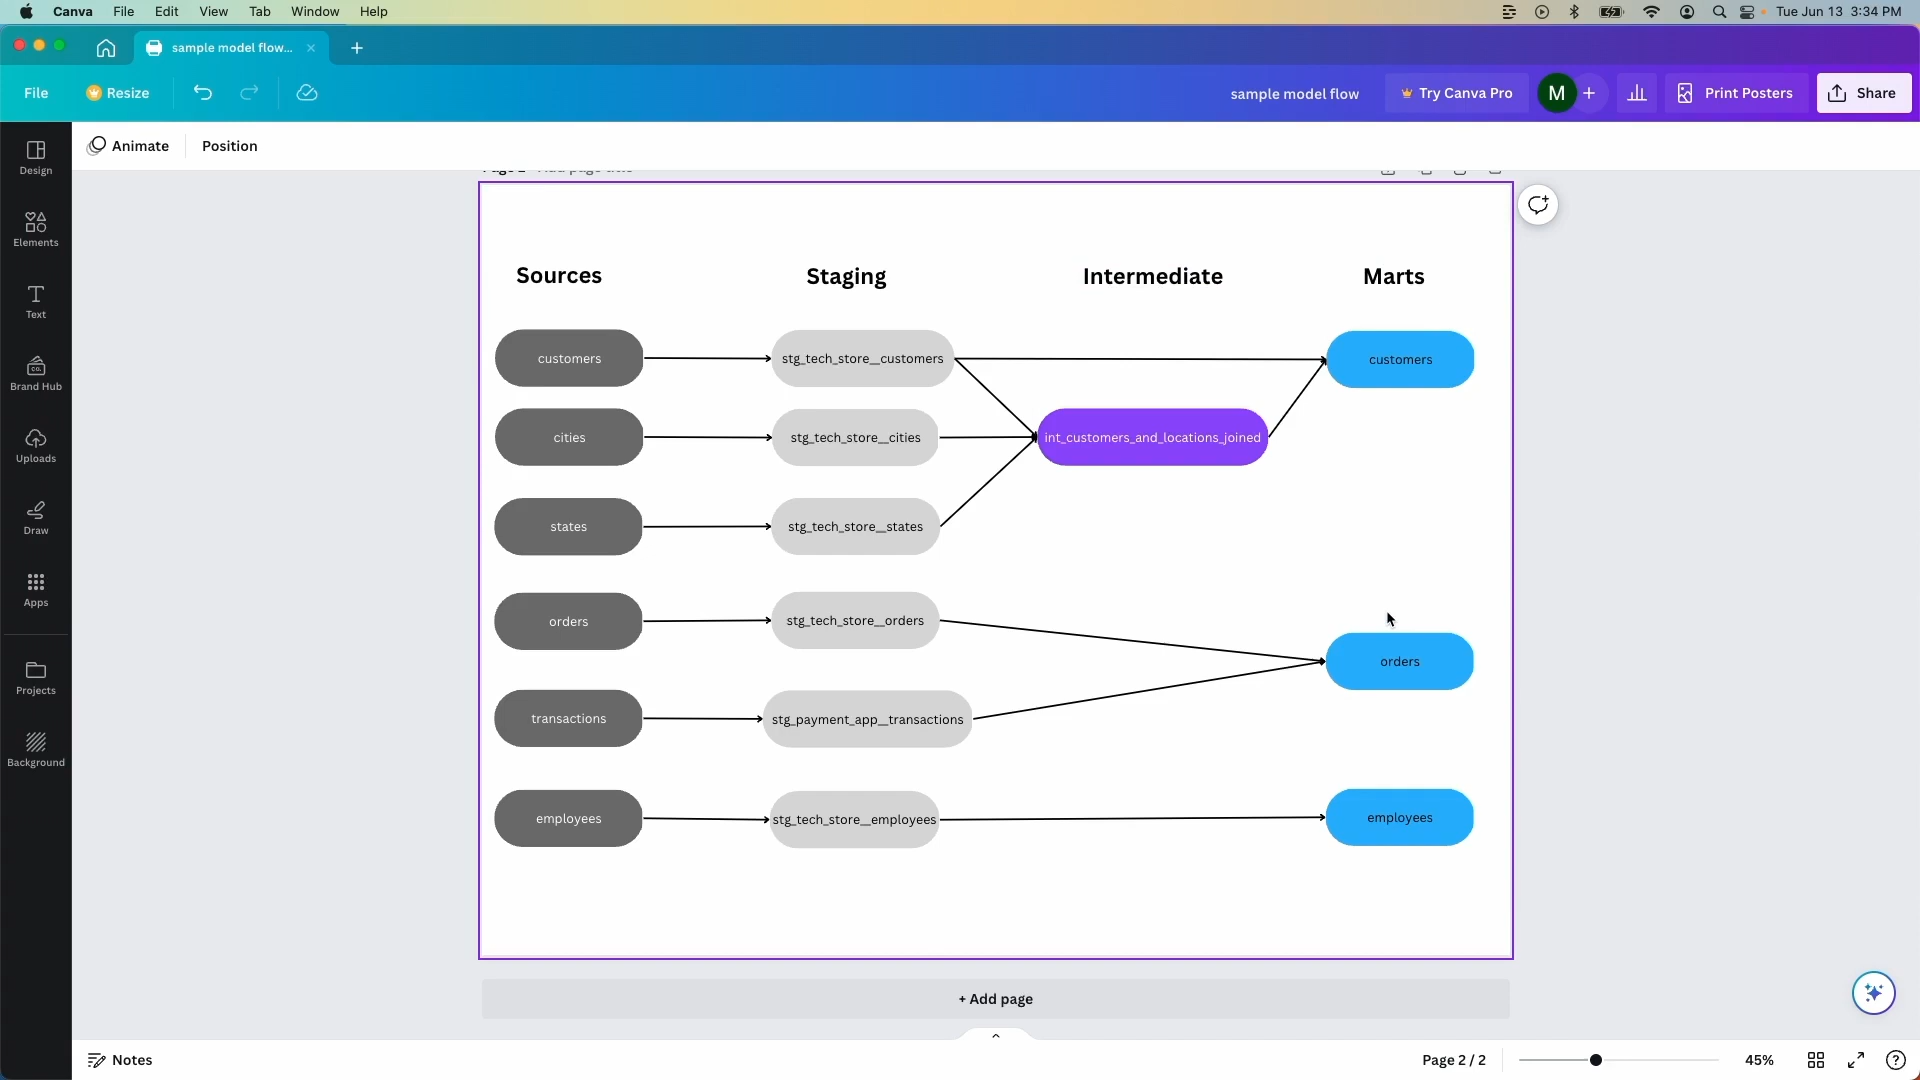 Canva File Edit View Tab Window Help Tue Jun 13 3:34 PM
sample model flow...
File Resize sample model flow Try Canva Pro M Print Posters Share
Animate Position
Design
Elements
Text
Brand Hub
Uploads
Draw
Apps
Projects
Background
Sources Staging Intermediate Marts
customers stg_tech_store__customers customers
cities stg_tech_store__cities int_customers_and_locations_joined
states stg_tech_store__states
orders stg_tech_store__orders
orders
transactions stg_payment_app__transactions
employees stg_tech_store__employees employees
+ Add page
Notes Page 2 / 2 45%